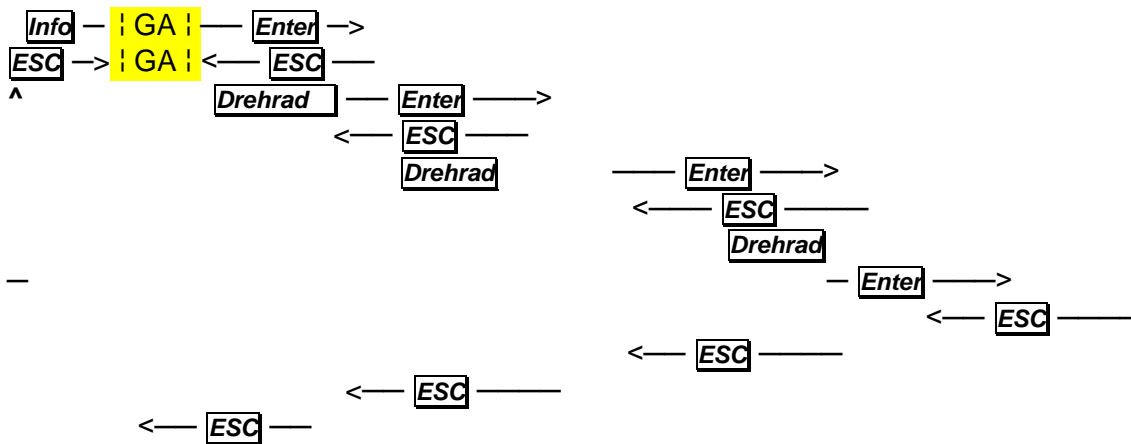 Info — ¦ GA ¦ —— Enter —>
ESC —> ¦ GA ¦ <—— ESC ——
^ Drehrad —— Enter ———>
<—— ESC ———
Drehrad ——— Enter ———>
<——— ESC ————
Drehrad
— — Enter ———>
<—— ESC ————
<—— ESC ————
<—— ESC ————
<—— ESC ——